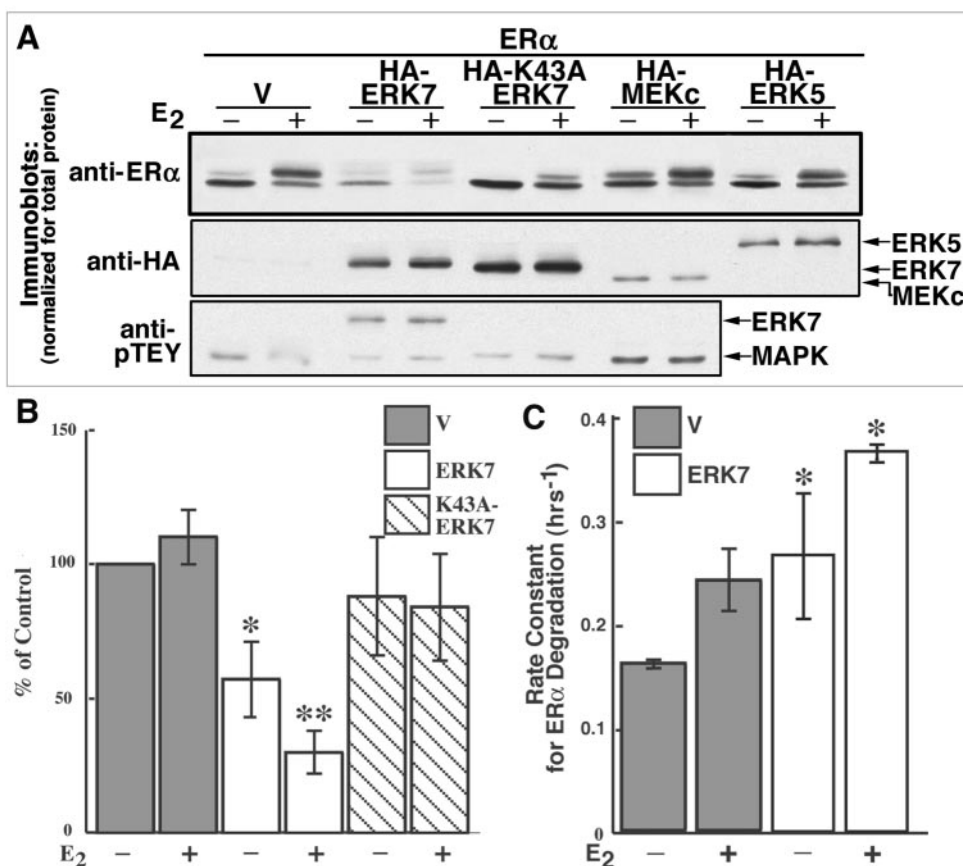 A
ERα
HA- HA-K43A HA- HA-
V ERK7 ERK7 MEKc ERK5
E2 – + – + – + – + – +
Immunoblots:
(normalized for total protein)
anti-ERα
anti-HA
ERK5
ERK7
MEKc
anti-
pTEY
ERK7
MAPK
B
150
100
50
0
% of Control
V
ERK7
K43A-
ERK7
*
**
E2 – + – + – +
C
0.4
0.3
0.2
0.1
0
Rate Constant
for ERα Degradation (hrs-1)
V
ERK7
*
*
E2 – + – +